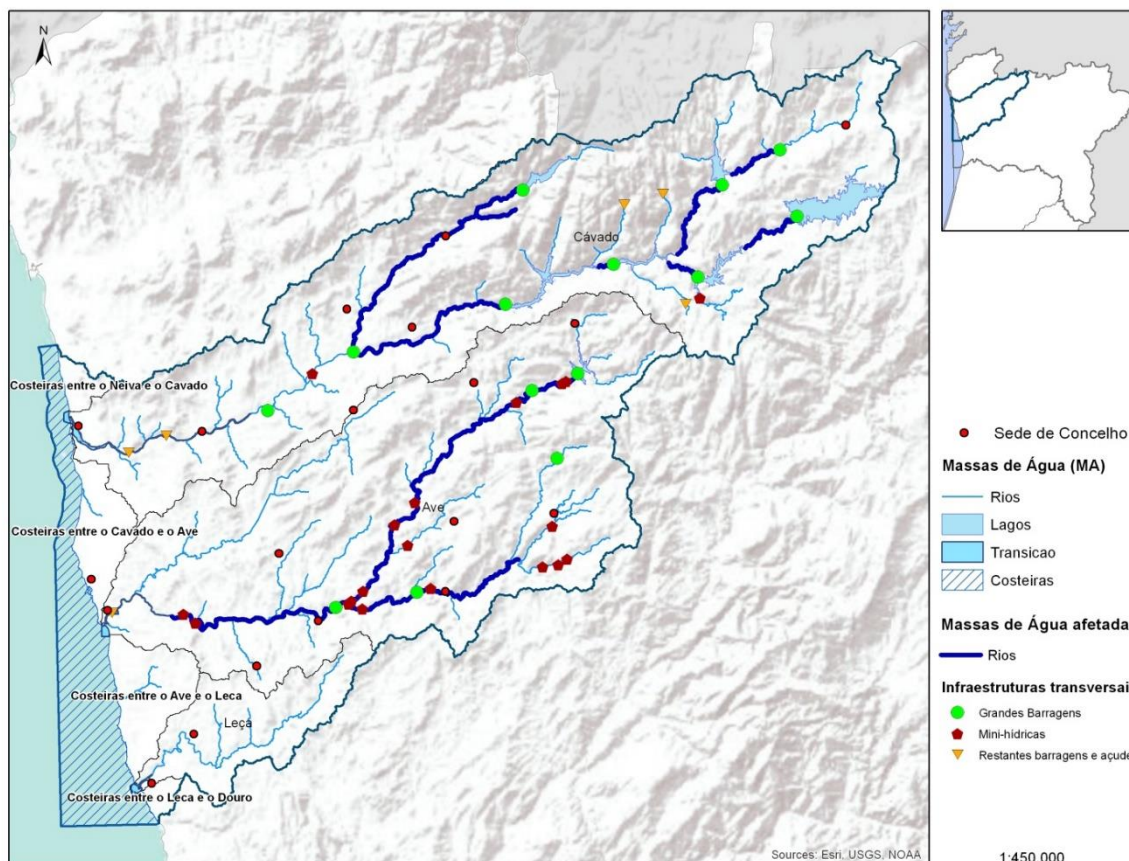 N
Cávado
Costeiras entre o Neiva e o Cavado
Costeiras entre o Cavado e o Ave
Ave
Costeiras entre o Ave e o Leca
Leça
Costeiras entre o Leca e o Douro
Sources: Esri, USGS, NOAA
Sede de Concelho
Massas de Água (MA)
Rios
Lagos
Transicao
Costeiras
Massas de Água afetada
Rios
Infraestruturas transversai
Grandes Barragens
Mini-hídricas
Restantes barragens e açude
1:450.000